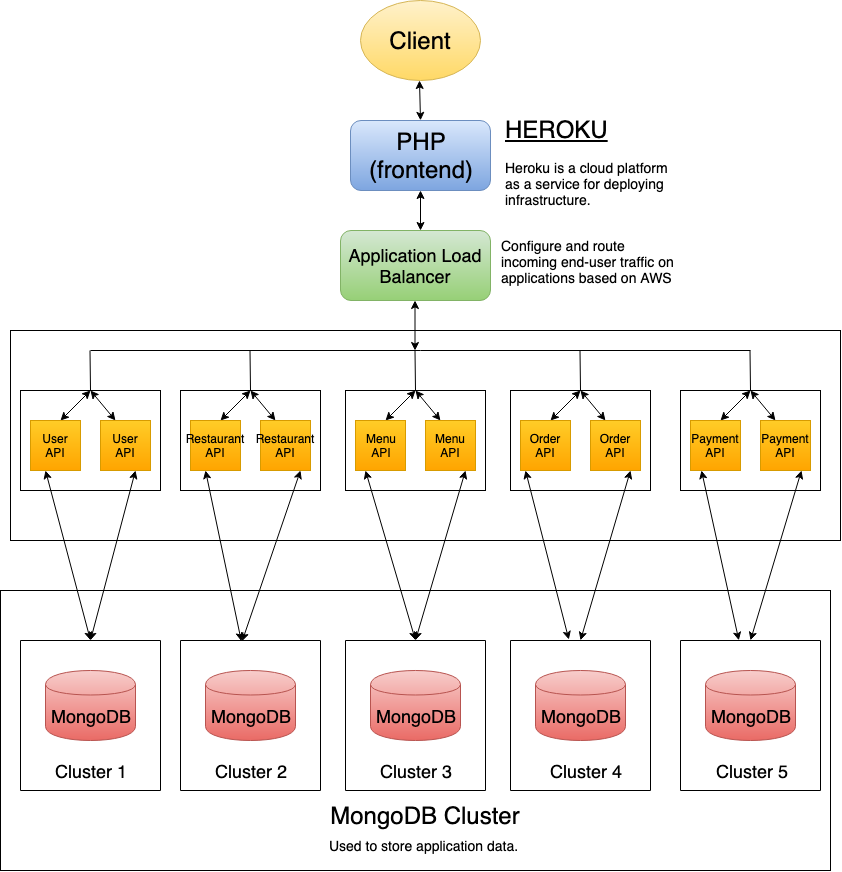 Client
PHP
(frontend)
HEROKU
Heroku is a cloud platform
as a service for deploying
infrastructure.
Application Load
Balancer
Configure and route
incoming end-user traffic on
applications based on AWS
User
API
User
API
Restaurant
API
Restaurant
API
Menu
API
Menu
API
Order
API
Order
API
Payment
API
Payment
API
MongoDB
Cluster 1
MongoDB
Cluster 2
MongoDB
Cluster 3
MongoDB
Cluster 4
MongoDB
Cluster 5
MongoDB Cluster
Used to store application data.